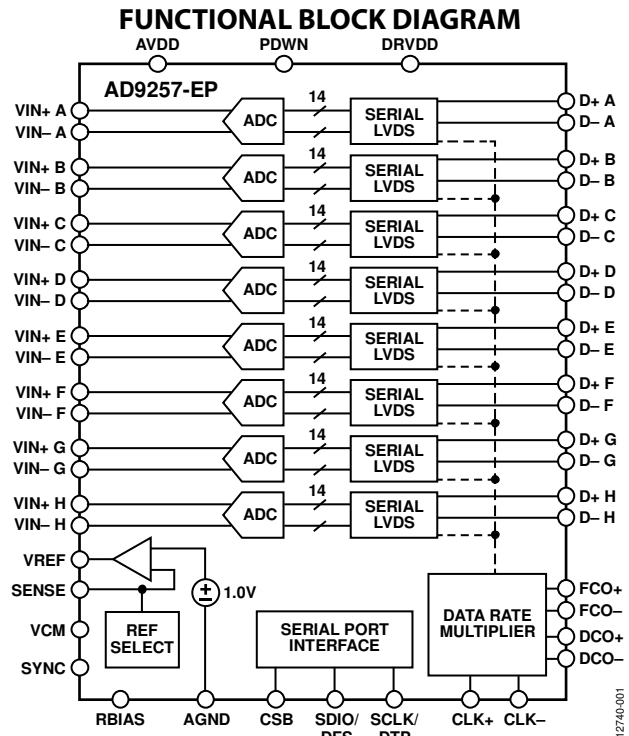 FUNCTIONAL BLOCK DIAGRAM
AVDD PDWN DRVDD
AD9257-EP
VIN+ A
VIN– A
ADC
14
SERIAL
LVDS
D+ A
D– A
VIN+ B
VIN– B
ADC
14
SERIAL
LVDS
D+ B
D– B
VIN+ C
VIN– C
ADC
14
SERIAL
LVDS
D+ C
D– C
VIN+ D
VIN– D
ADC
14
SERIAL
LVDS
D+ D
D– D
VIN+ E
VIN– E
ADC
14
SERIAL
LVDS
D+ E
D– E
VIN+ F
VIN– F
ADC
14
SERIAL
LVDS
D+ F
D– F
VIN+ G
VIN– G
ADC
14
SERIAL
LVDS
D+ G
D– G
VIN+ H
VIN– H
ADC
14
SERIAL
LVDS
D+ H
D– H
VREF
SENSE
VCM
SYNC
REF
SELECT
±
1.0V
SERIAL PORT
INTERFACE
DATA RATE
MULTIPLIER
FCO+
FCO–
DCO+
DCO–
RBIAS AGND CSB SDIO/ SCLK/ CLK+ CLK–
DFS DTP
12740-001